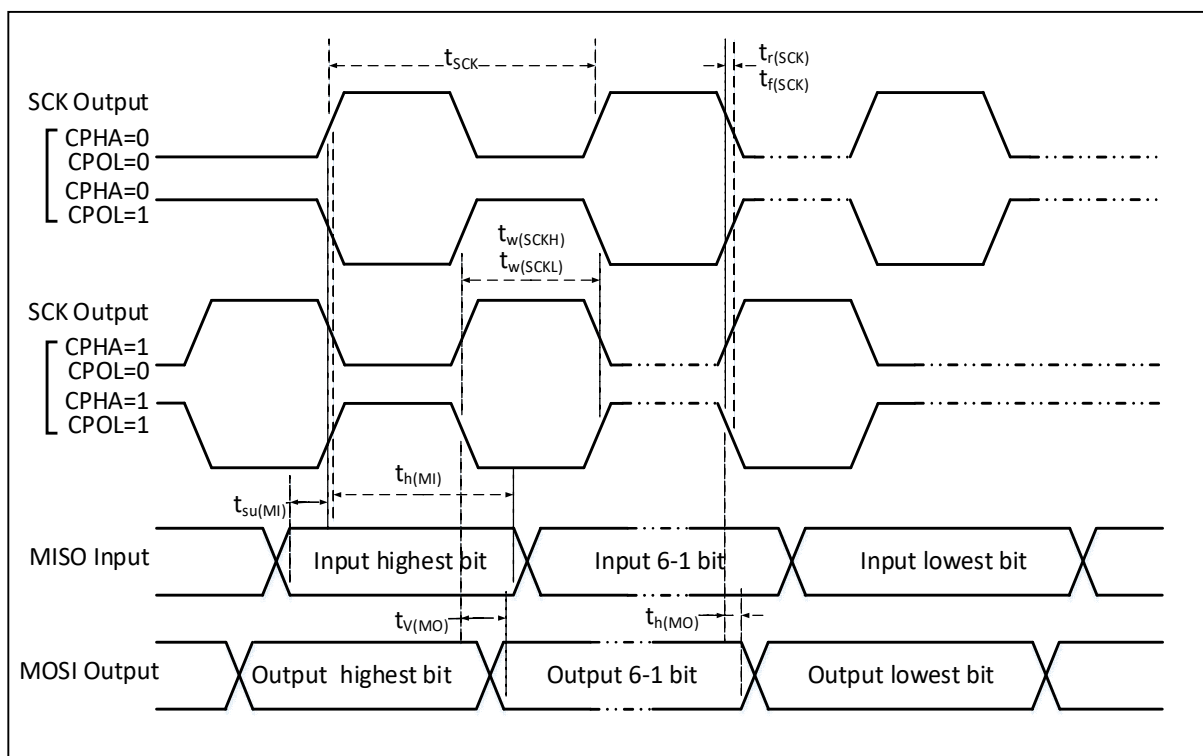 tSCK
tr(SCK)
tf(SCK)
SCK Output
CPHA=0
CPOL=0
CPHA=0
CPOL=1
tw(SCKH)
tw(SCKL)
SCK Output
CPHA=1
CPOL=0
CPHA=1
CPOL=1
th(MI)
tsu(MI)
MISO Input
Input highest bit
Input 6-1 bit
Input lowest bit
tV(MO)
th(MO)
MOSI Output
Output highest bit
Output 6-1 bit
Output lowest bit